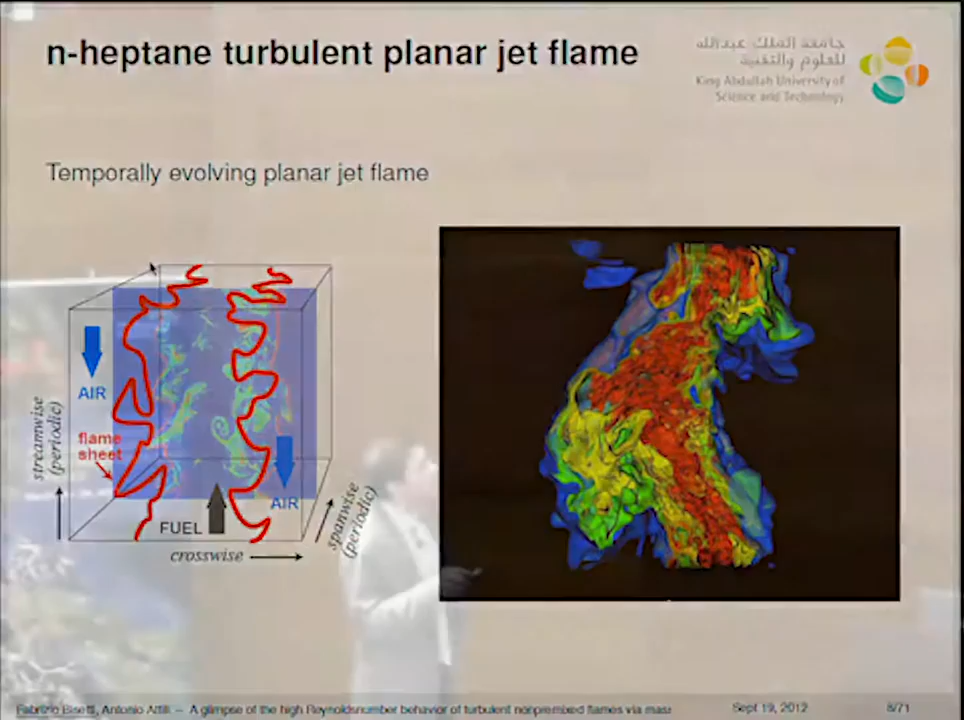 n-heptane turbulent planar jet flame
جامعة الملك عبدالله
للعلوم والتقنية
King Abdullah University of
Science and Technology
Temporally evolving planar jet flame
AIR
streamwise
(periodic)
flame
sheet
AIR
FUEL
spanwise
(periodic)
crosswise
Fabrizio Bisetti, Antonio Attili – A glimpse of the high Reynoldsnumber behavior of turbulent nonpremixed flames via mass
Sept 19, 2012
8/71